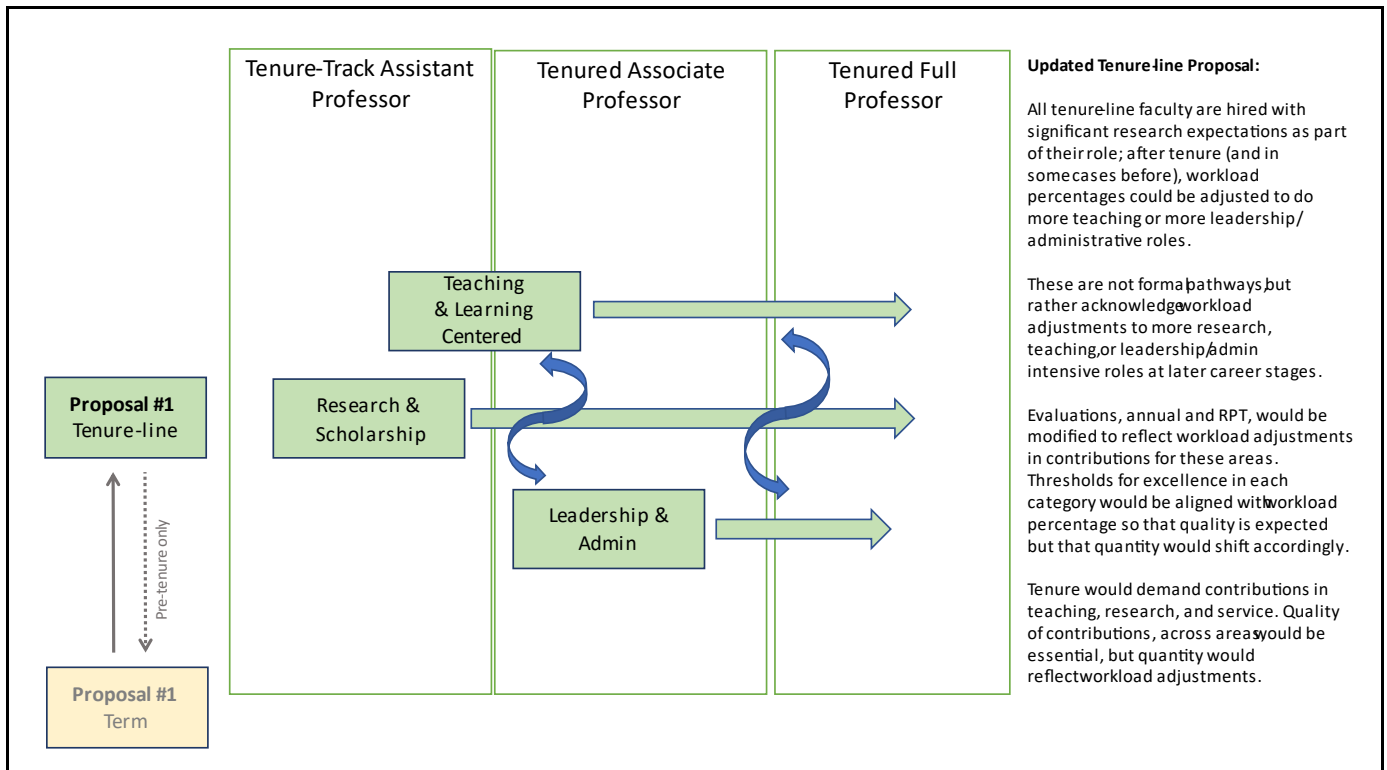 Tenure-Track Assistant
Professor
Tenured Associate
Professor
Tenured Full
Professor
Teaching
& Learning
Centered
Research &
Scholarship
Leadership &
Admin
Proposal #1
Tenure-line
Pre-tenure only
Proposal #1
Term
Updated Tenure-line Proposal:
All tenure-line faculty are hired with
significant research expectations as part
of their role; after tenure (and in
some cases before), workload
percentages could be adjusted to do
more teaching or more leadership/
administrative roles.
These are not formal pathways, but
rather acknowledge workload
adjustments to more research,
teaching, or leadership/admin
intensive roles at later career stages.
Evaluations, annual and RPT, would be
modified to reflect workload adjustments
in contributions for these areas.
Thresholds for excellence in each
category would be aligned with workload
percentage so that quality is expected
but that quantity would shift accordingly.
Tenure would demand contributions in
teaching, research, and service. Quality
of contributions, across areas, would be
essential, but quantity would
reflect workload adjustments.